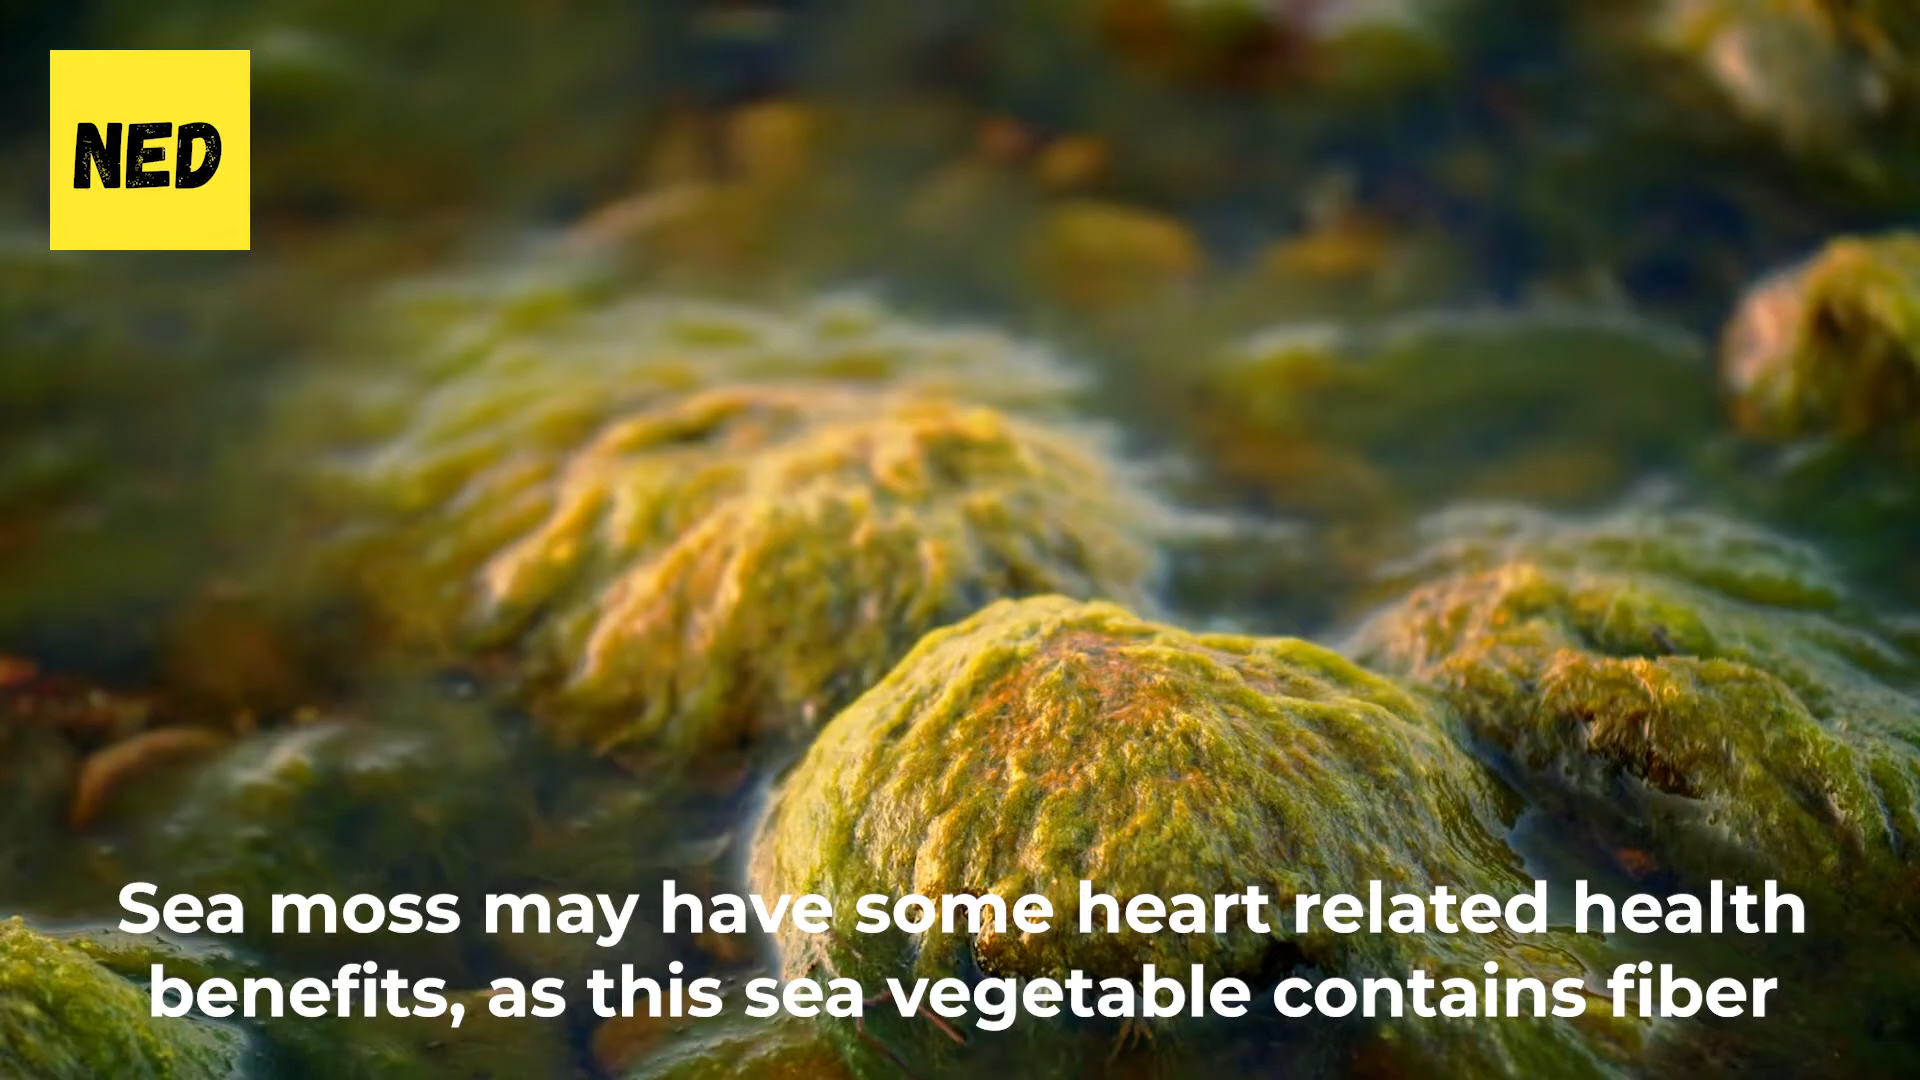 NED
Sea moss may have some heart related health
benefits, as this sea vegetable contains fiber